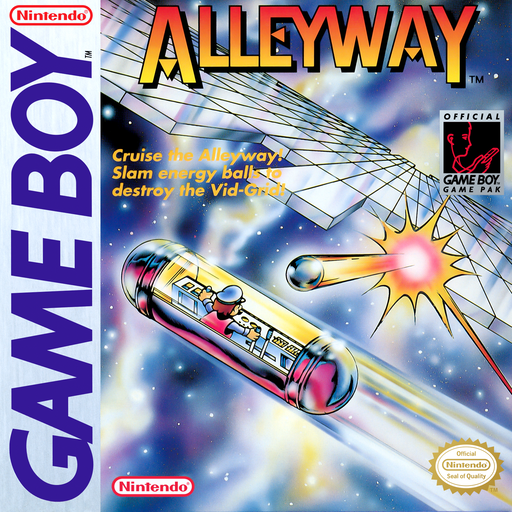 Nintendo
GAME BOY
TM
ALLEYWAY
TM
Cruise the Alleyway!
Slam energy balls to
destroy the Vid-Grid!
OFFICIAL
GAME BOY
GAME PAK
Nintendo
Official
Nintendo
Seal of Quality
TM